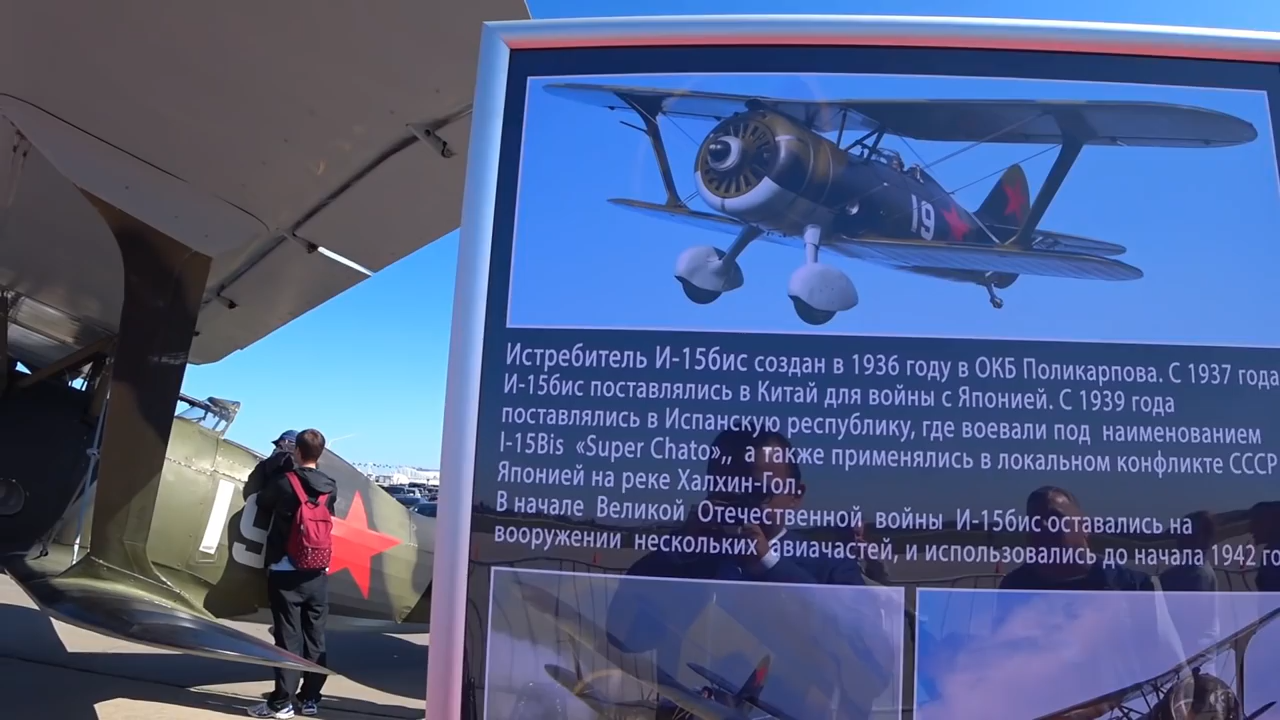 19
Истребитель И-15бис создан в 1936 году в ОКБ Поликарпова. С 1937 года
И-15бис поставлялись в Китай для войны с Японией. С 1939 года
поставлялись в Испанскую республику, где воевали под наименованием
I-15Bis «Super Chato»,, а также применялись в локальном конфликте СССР
Японией на реке Халхин-Гол.
В начале Великой Отечественной войны И-15бис оставались на
вооружении нескольких авиачастей, и использовались до начала 1942 го
19